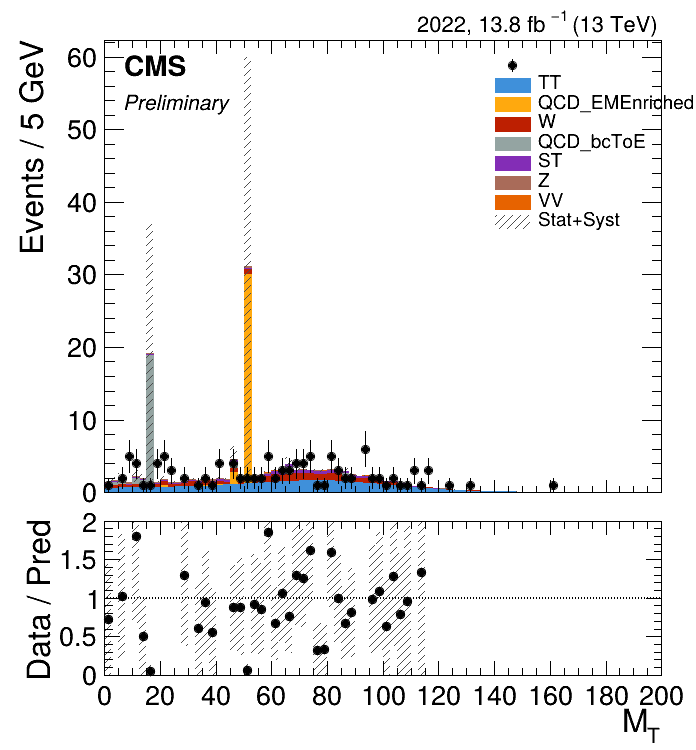 2022, 13.8 fb⁻¹ (13 TeV)
CMS
Preliminary
Events / 5 GeV
60
50
40
30
20
10
0
TT
QCD_EMEnriched
W
QCD_bcToE
ST
Z
VV
Stat+Syst
Data / Pred
2
1.5
1
0.5
0
0 20 40 60 80 100 120 140 160 180 200
M_T